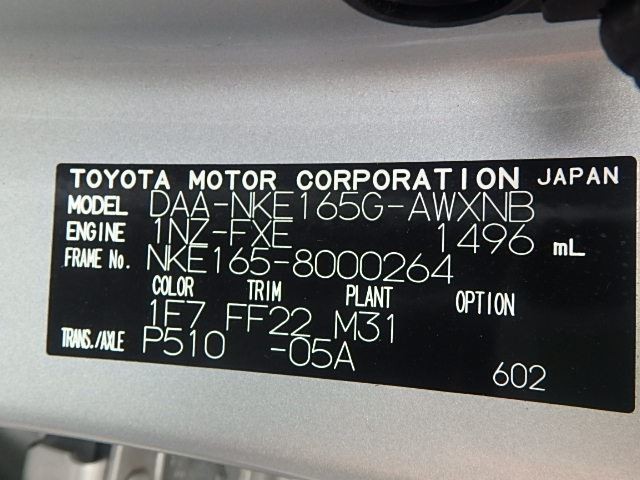 TOYOTA MOTOR CORPORATION JAPAN
MODEL DAA-NKE165G-AWXNB
ENGINE 1NZ-FXE 1496 mL
FRAME No. NKE165-8000264
COLOR TRIM PLANT OPTION
1F7 FF22 M31
TRANS./AXLE P510 -05A
602